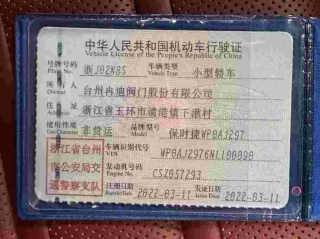 中华人民共和国机动车行驶证
Vehicle License of the People's Republic of China
号牌号码 浙J02K8S 车辆类型 小型轿车
Plate No. Vehicle Type
所有人 台州冉迪阀门股份有限公司
浙江省玉环市清港镇下湫村
使用性质 非营运 品牌型号 保时捷WP0AJ297
Use Character Model
浙江省台州 车辆识别代号 WP0AJ2976NL100090
VIN
市公安局交 发动机号码 CSZ057293
Engine No.
通警察支队 注册日期 2022-03-11 发证日期 2022-03-11
Register Date Issue Date